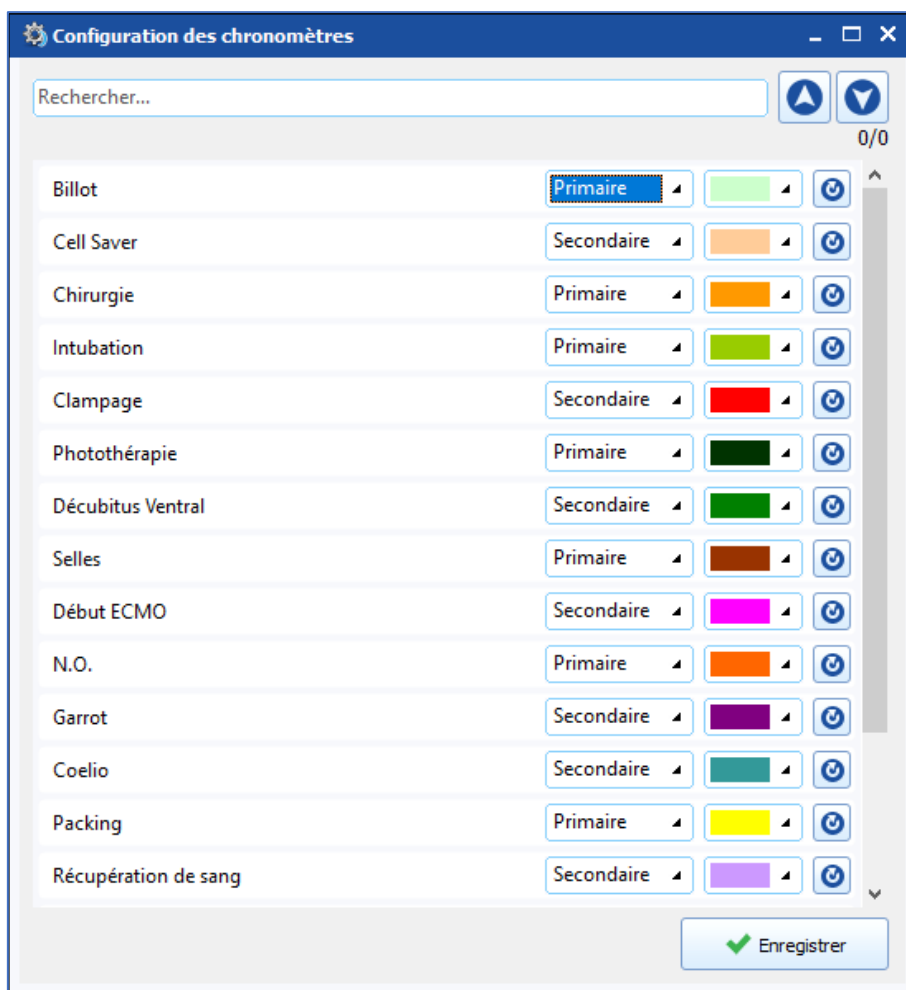 Configuration des chronomètres
Rechercher...
0/0
Billot Primaire
Cell Saver Secondaire
Chirurgie Primaire
Intubation Primaire
Clampage Secondaire
Photothérapie Primaire
Décubitus Ventral Secondaire
Selles Primaire
Début ECMO Secondaire
N.O. Primaire
Garrot Secondaire
Coelio Secondaire
Packing Primaire
Récupération de sang Secondaire
Enregistrer